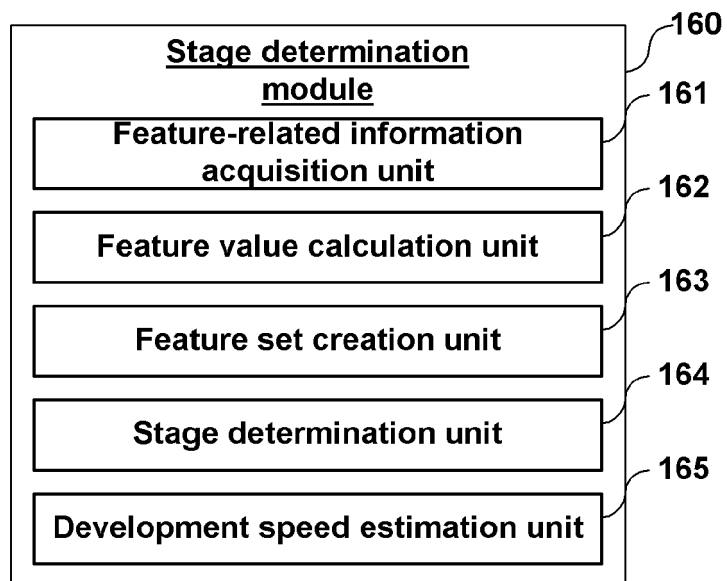 160
Stage determination
module
161
Feature-related information
acquisition unit
162
Feature value calculation unit
163
Feature set creation unit
164
Stage determination unit
165
Development speed estimation unit